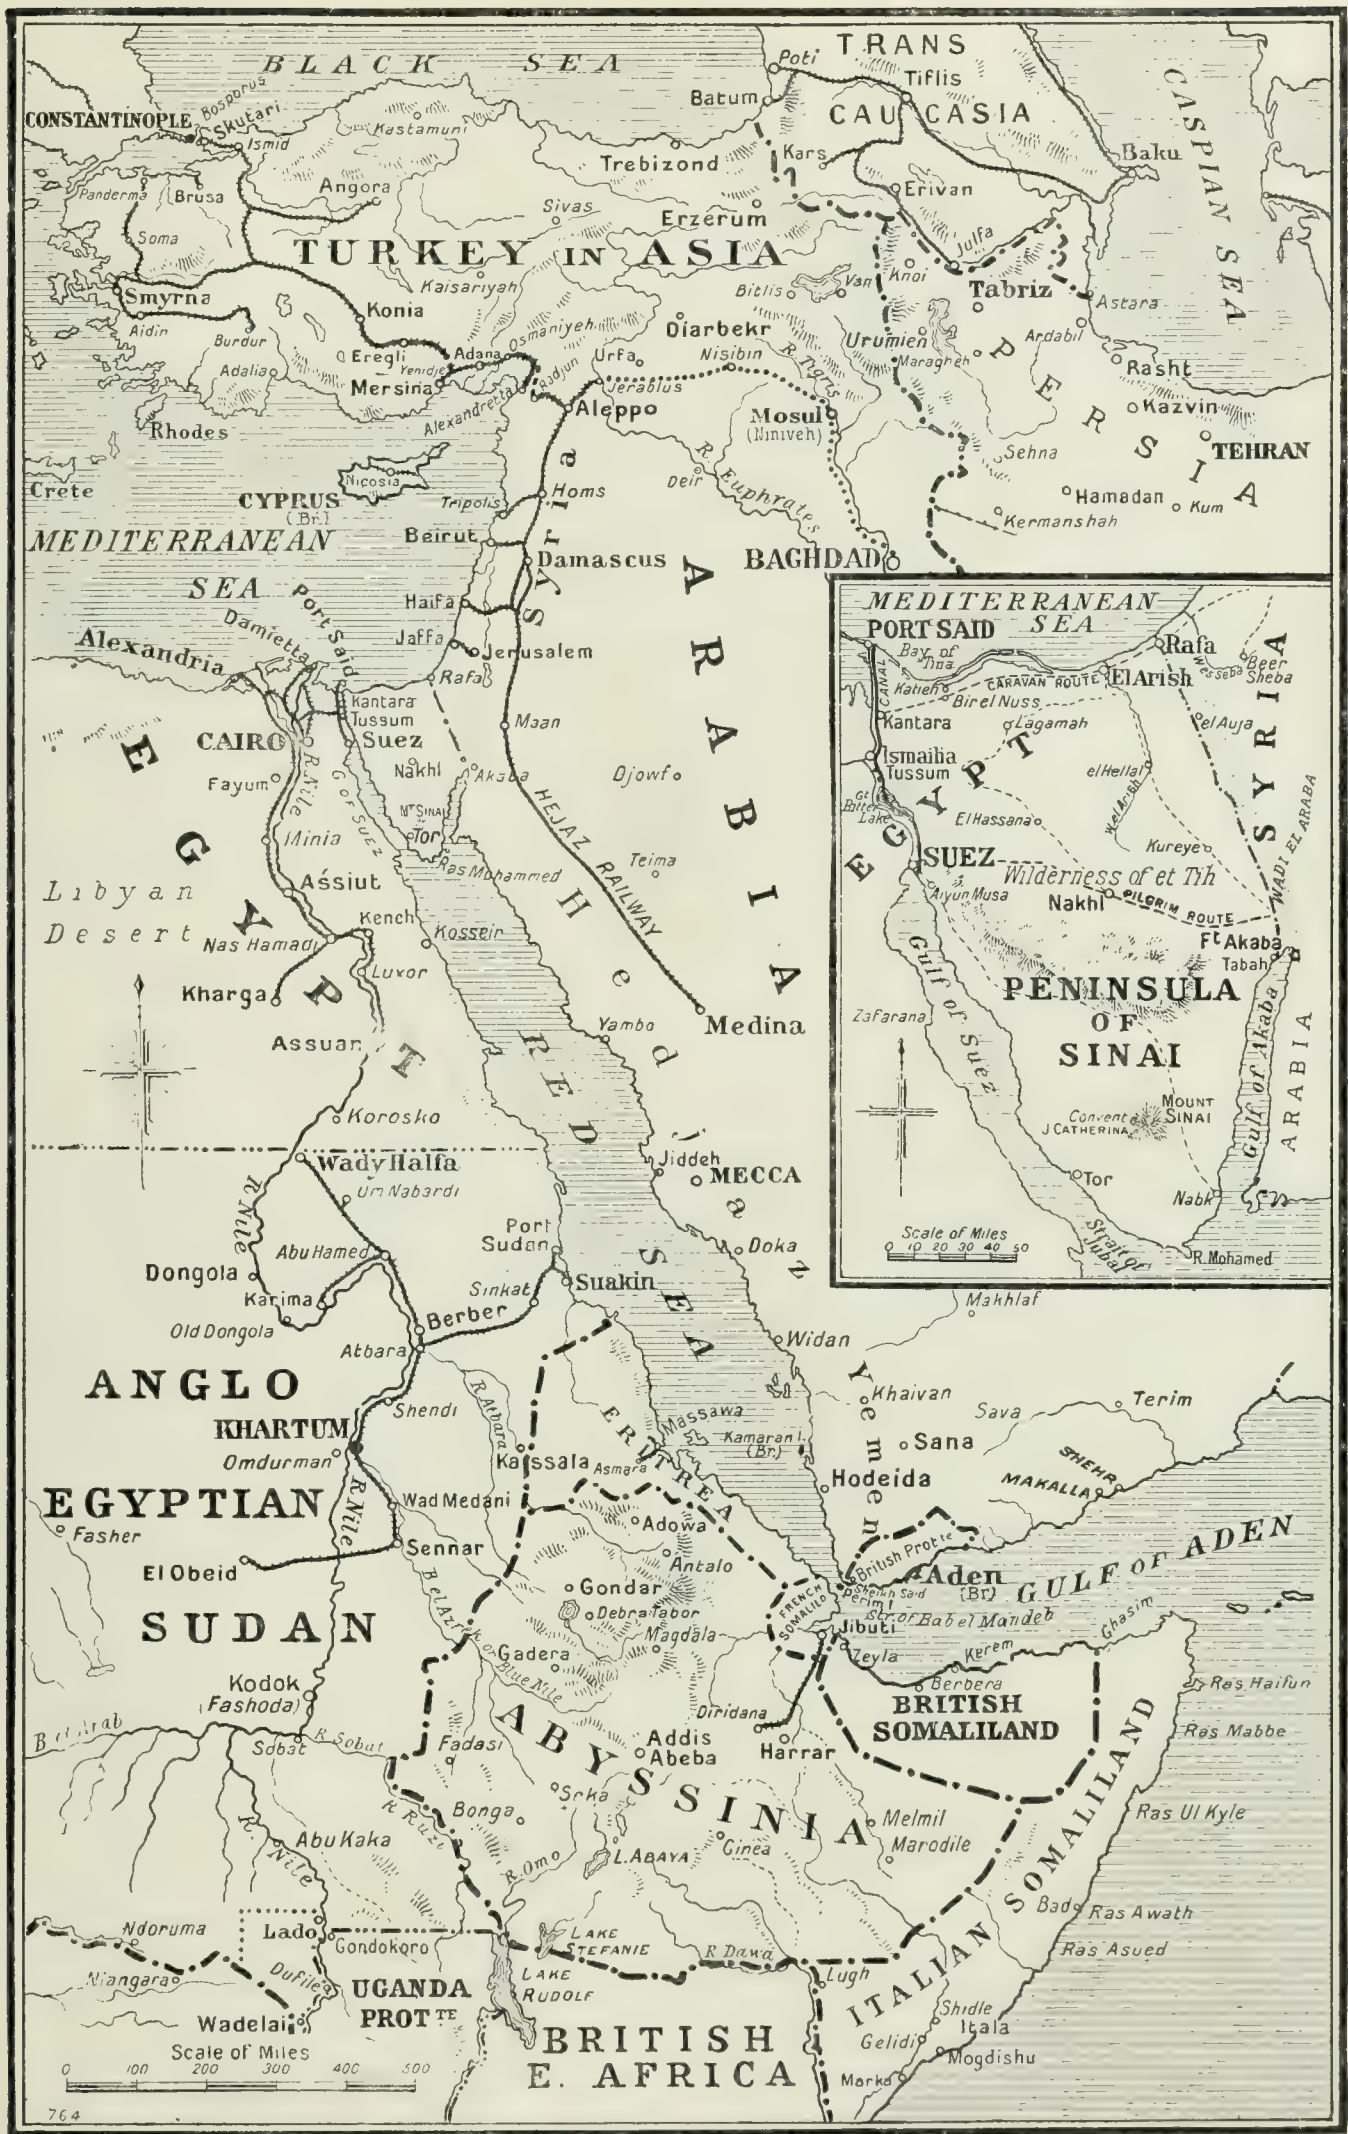 BLACK SEA
TRANS
CAUCASIA
CASPIAN SEA
Poti
Tiflis
Batum
Kars
Baku
Erivan
Julfa
CONSTANTINOPLE
Bosporus
Skutari
Ismid
Kastamuni
Trebizond
Panderma
Brusa
Angora
Sivas
Erzerum
Soma
TURKEY IN ASIA
Kaisariyah
Bitlis
Van
Khoi
Tabriz
Astara
Smyrna
Aidin
Konia
Burdur
Adalia
Eregli
Yenidje
Adana
Osmaniyeh
Mersina
Alexandretta
Radjun
Urfa
Diarbekr
Nisibin
Jerablus
R. Tigris
Urumieh
Maragheh
Ardabil
Rasht
Kazvin
TEHRAN
PERSIA
Aleppo
Mosul
(Niniveh)
Sehna
Hamadan
Kum
Kermanshah
Rhodes
Crete
Nicosia
CYPRUS
(Br.)
Tripolis
Homs
Deir
R. Euphrates
BAGHDAD
MEDITERRANEAN
SEA
Beirut
Damascus
Syria
Haifa
Jaffa
Jerusalem
Rafa
Alexandria
Damietta
Port Said
Kantara
Tussum
Suez
CAIRO
Nakhl
Akaba
Maan
Djowf
Fayum
R. Nile
G of SUEZ
Mt SINAI
Tor
Ras Mohammed
Minia
Teima
HEJAZ RAILWAY
ARABIA
EGYPT
Libyan
Desert
Assiut
Keneh
Nas Hamadi
Kosseir
Luxor
Kharga
Assuan
Medina
Yambo
Hedjaz
RED SEA
Korosko
Wady Halfa
Um Nabardi
Jiddeh
MECCA
R. Nile
Abu Hamed
Port
Sudan
Doka
Dongola
Karima
Sinkat
Suakin
Old Dongola
Berber
Atbara
Widan
Makhlaf
ANGLO
EGYPTIAN
SUDAN
R. Atbara
Shendi
KHARTUM
Omdurman
Kassala
Asmara
ERITREA
Massawa
Kamaran I.
(Br.)
Yemen
Khaivan
Sava
Terim
Sana
SHEHR
MAKALLA
Hodeida
R. Nile
Wad Medani
Fasher
Sennar
El Obeid
Adowa
Antalo
British Protte
Aden
(Br)
GULF OF ADEN
Sheikh Said
Perim I
Str. of Babel Mandeb
FRENCH
SOMALILD
Gondar
Debra Tabor
Magdala
Gadera
Bel Azrek or
Blue Nile
Jibuti
Zeyla
Kerem
Ghasim
Berbera
BRITISH
SOMALILAND
Ras Haifun
Ras Mabbe
Kodok
(Fashoda)
Sobat
R Sobat
Diridana
Harrar
Addis
Abeba
Fadasi
ABYSSINIA
Srka
Bonga
Melmil
Marodile
Ginea
Ras Ul Kyle
Abu Kaka
R. Nile
R. Omo
L. ABAYA
ITALIAN SOMALILAND
Bad
Ras Awath
Ras Asued
Ndoruma
Lado
Gondokoro
LAKE
STEFANIE
R Dawa
Lugh
Niangara
Dufile
UGANDA
PROT TE
LAKE
RUDOLF
Wadelai
Shidle
Itala
Gelidi
Mogdishu
Marka
BRITISH
E. AFRICA
Scale of Miles
0 100 200 300 400 500
764
MEDITERRANEAN
SEA
PORT SAID
Bay of
Tina
Rafa
Beer
Sheba
CANAL
Katieh
CARAVAN ROUTE
El Arish
Bir el Nuss
Kantara
Lagamah
el Auja
Ismailia
Tussum
el Hellal
Gt
Bitter
Lake
W el Arish
El Hassana
Kureye
EGYPT
SYRIA
WADI EL ARABA
SUEZ
Wilderness of et Tih
Aiyun Musa
Nakhl
PILGRIM ROUTE
Ft Akaba
Tabah
PENINSULA
OF
SINAI
Zafarana
Gulf of Suez
Gulf of Akaba
ARABIA
MOUNT
SINAI
Convent
J CATHERINA
Tor
Nabk
Strait of
Jubal
R. Mohamed
Scale of Miles
0 10 20 30 40 50